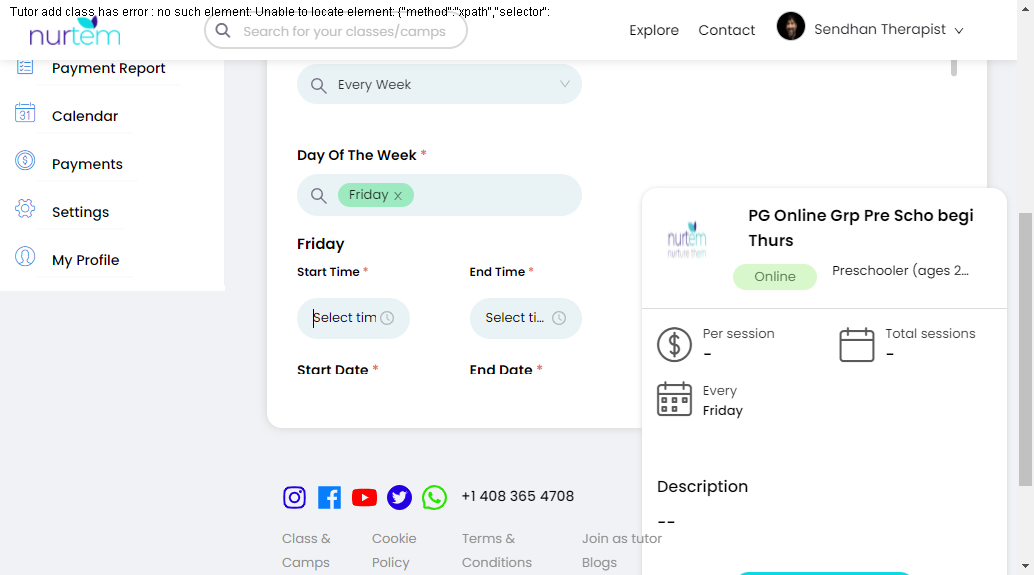 Tutor add class has error : no such element: Unable to locate element: {"method":"xpath","selector":
nurtem
Search for your classes/camps
Explore
Contact
Sendhan Therapist
Payment Report
31
Calendar
Payments
Settings
My Profile
Every Week
Day Of The Week *
Friday x
Friday
Start Time *
End Time *
Select tim
Select ti...
Start Date *
End Date *
nurtem
nurture them
PG Online Grp Pre Scho begi
Thurs
Online
Preschooler (ages 2...
Per session
-
Total sessions
-
Every
Friday
Description
--
+1 408 365 4708
Class &
Camps
Cookie
Policy
Terms &
Conditions
Join as tutor
Blogs